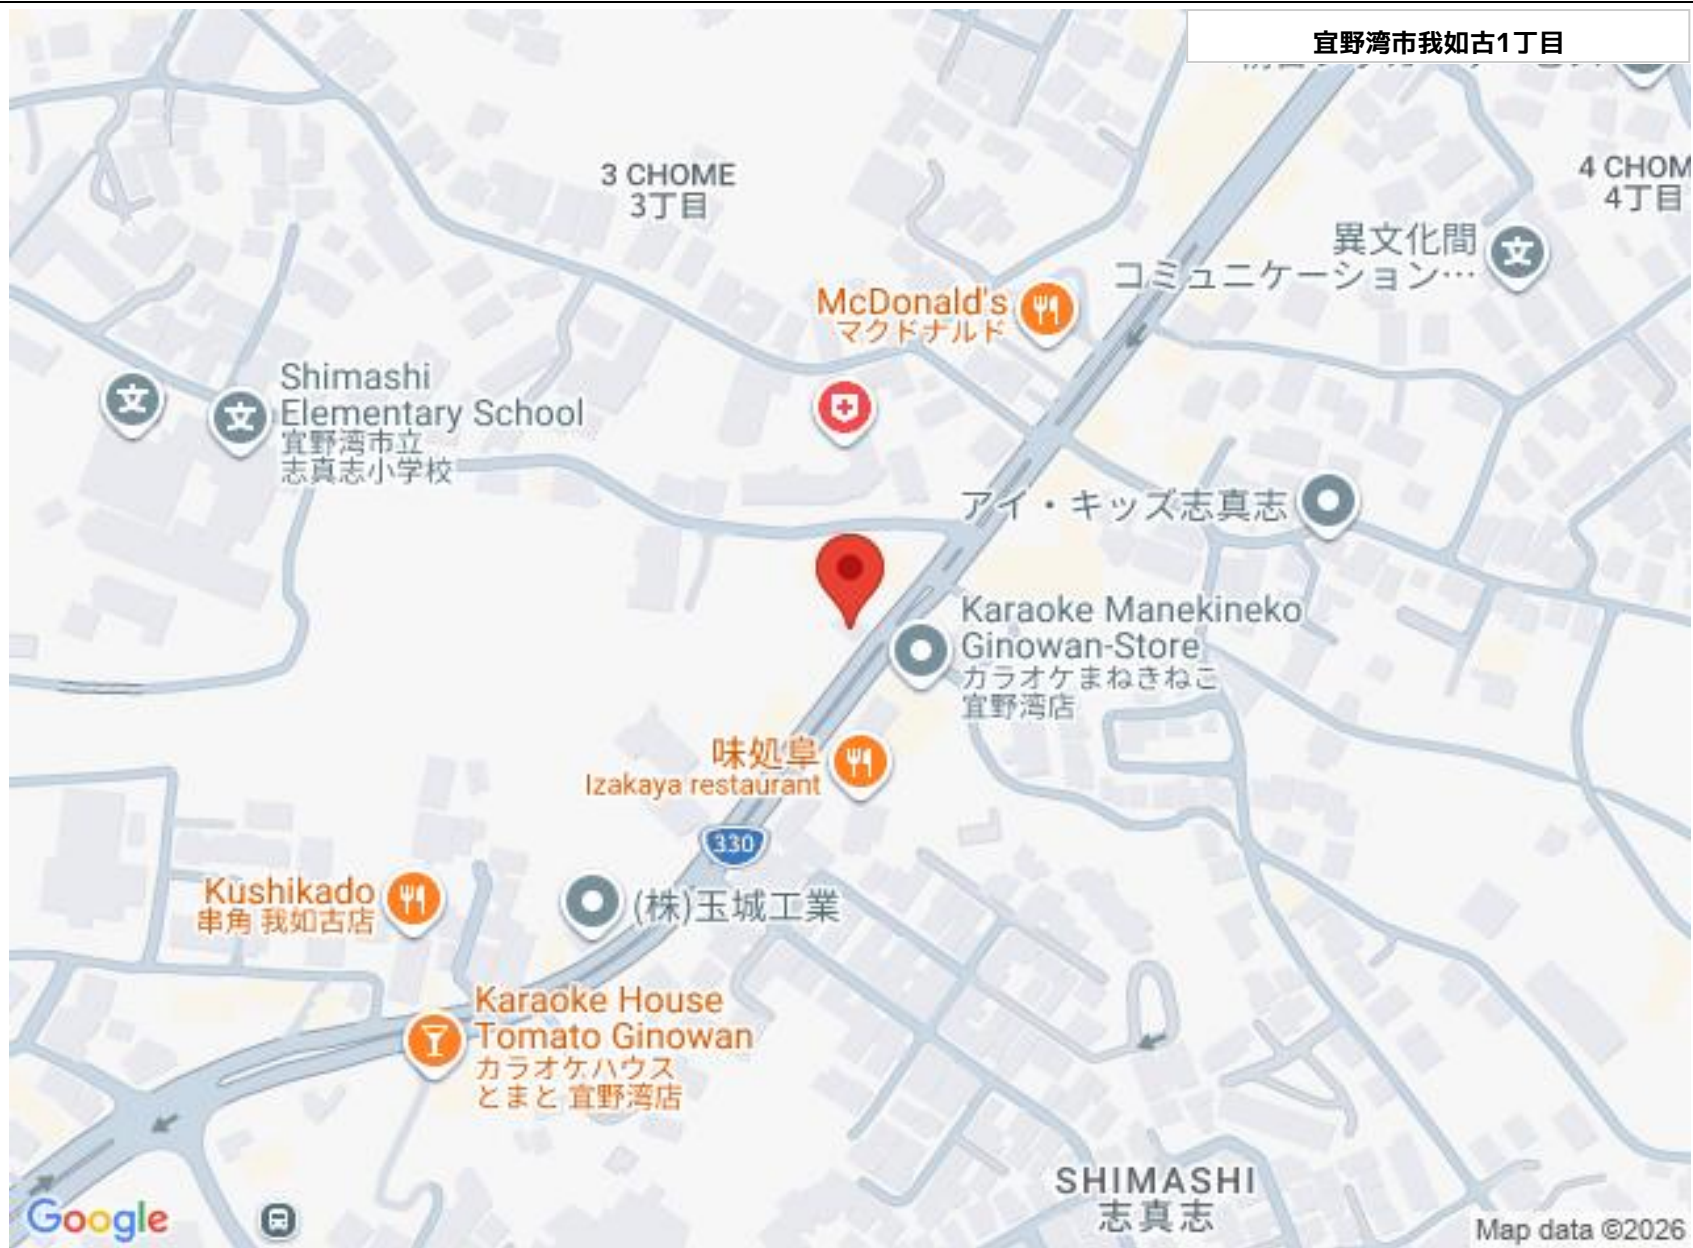 宜野湾市我如古1丁目
3 CHOME
3丁目
4 CHOM
4丁目
異文化間
コミュニケーション…
McDonald's
マクドナルド
Shimashi
Elementary School
宜野湾市立
志真志小学校
アイ・キッズ志真志
Karaoke Manekineko
Ginowan-Store
カラオケまねきねこ
宜野湾店
味処阜
Izakaya restaurant
330
Kushikado
串角 我如古店
(株)玉城工業
Karaoke House
Tomato Ginowan
カラオケハウス
とまと 宜野湾店
SHIMASHI
志真志
Google
Map data ©2026